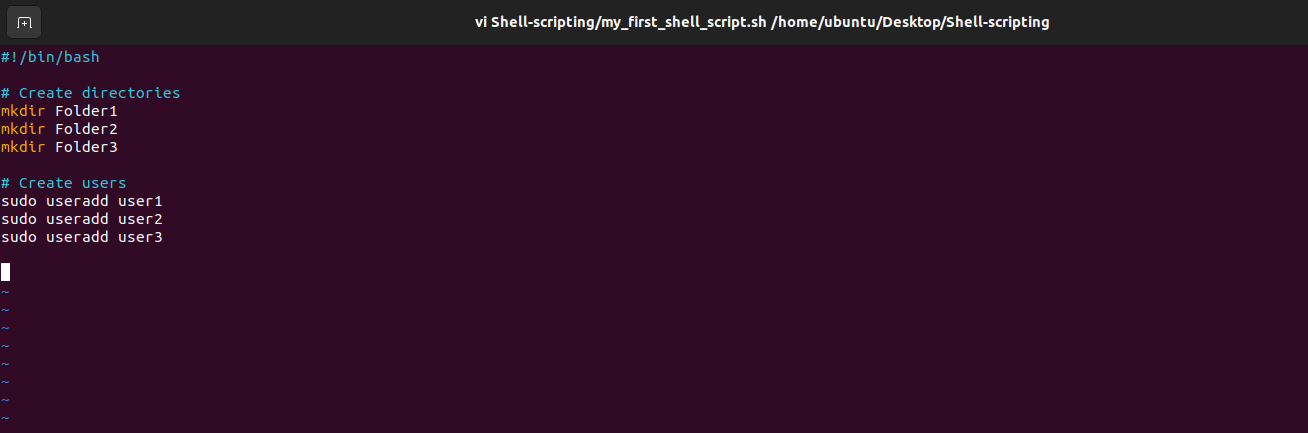 vi Shell-scripting/my_first_shell_script.sh /home/ubuntu/Desktop/Shell-scripting
#!/bin/bash
# Create directories
mkdir Folder1
mkdir Folder2
mkdir Folder3
# Create users
sudo useradd user1
sudo useradd user2
sudo useradd user3
~
~
~
~
~
~
~
~